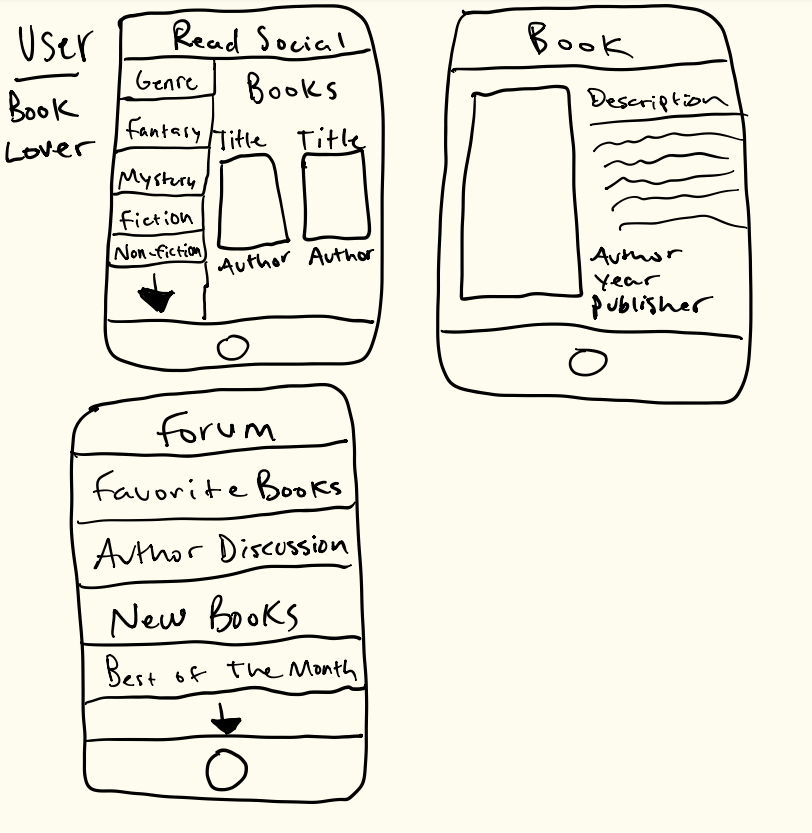 User
Book
Lover
Read Social
Genre
Fantasy
Mystery
Fiction
Non-fiction
Books
Title Title
Author Author
Book
Description
Author
Year
Publisher
Forum
Favorite Books
Author Discussion
New Books
Best of The Month